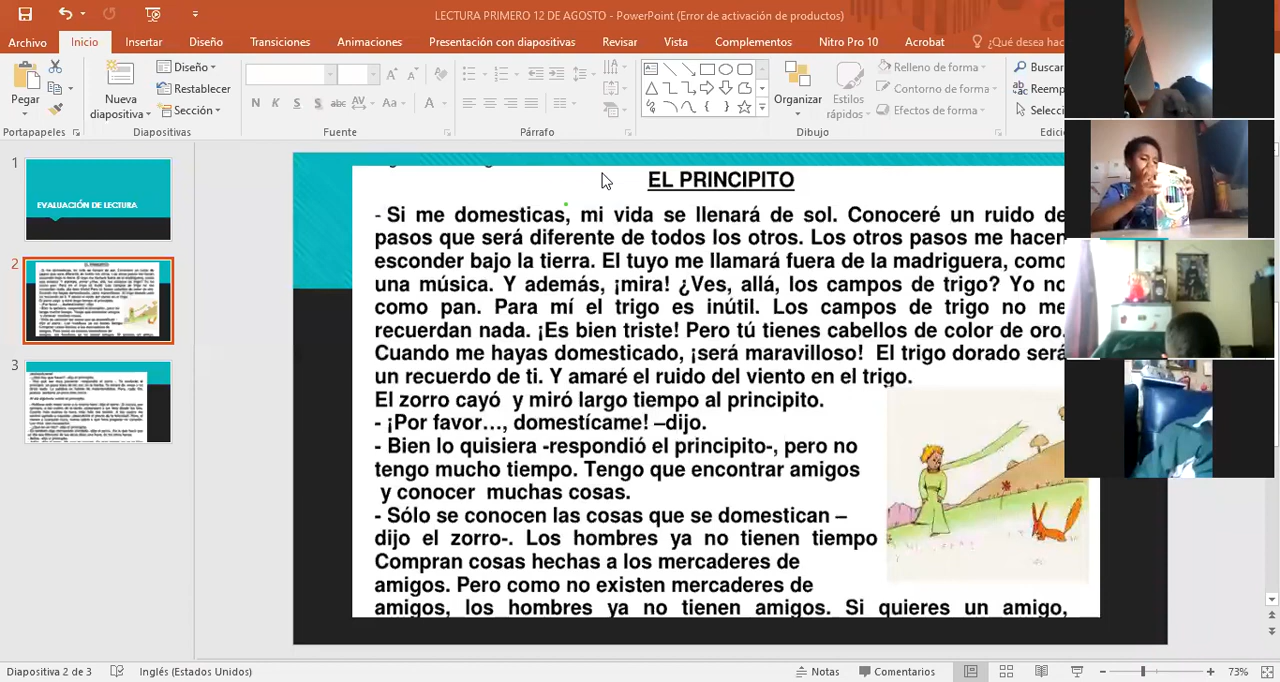 LECTURA PRIMERO 12 DE AGOSTO - PowerPoint (Error de activación de productos)
Archivo Inicio Insertar Diseño Transiciones Animaciones Presentación con diapositivas Revisar Vista Complementos Nitro Pro 10 Acrobat ¿Qué desea hac
Pegar
Nueva diapositiva
Diseño
Restablecer
Sección
N K S S abc AV Aa A
Organizar
Estilos rápidos
Relleno de forma
Contorno de forma
Efectos de forma
Buscar
Reemp
Selecci
Portapapeles Diapositivas Fuente Párrafo Dibujo Edici
1
EVALUACIÓN DE LECTURA
2
3
EL PRINCIPITO
- Si me domesticas, mi vida se llenará de sol. Conoceré un ruido de
pasos que será diferente de todos los otros. Los otros pasos me hacen
esconder bajo la tierra. El tuyo me llamará fuera de la madriguera, como
una música. Y además, ¡mira! ¿Ves, allá, los campos de trigo? Yo no
como pan. Para mí el trigo es inútil. Los campos de trigo no me
recuerdan nada. ¡Es bien triste! Pero tú tienes cabellos de color de oro.
Cuando me hayas domesticado, ¡será maravilloso! El trigo dorado será
un recuerdo de ti. Y amaré el ruido del viento en el trigo.
El zorro cayó y miró largo tiempo al principito.
- ¡Por favor…, domestícame! –dijo.
- Bien lo quisiera -respondió el principito-, pero no
tengo mucho tiempo. Tengo que encontrar amigos
y conocer muchas cosas.
- Sólo se conocen las cosas que se domestican –
dijo el zorro-. Los hombres ya no tienen tiempo
Compran cosas hechas a los mercaderes de
amigos. Pero como no existen mercaderes de
amigos, los hombres ya no tienen amigos. Si quieres un amigo,
Diapositiva 2 de 3 Inglés (Estados Unidos) Notas Comentarios 73%